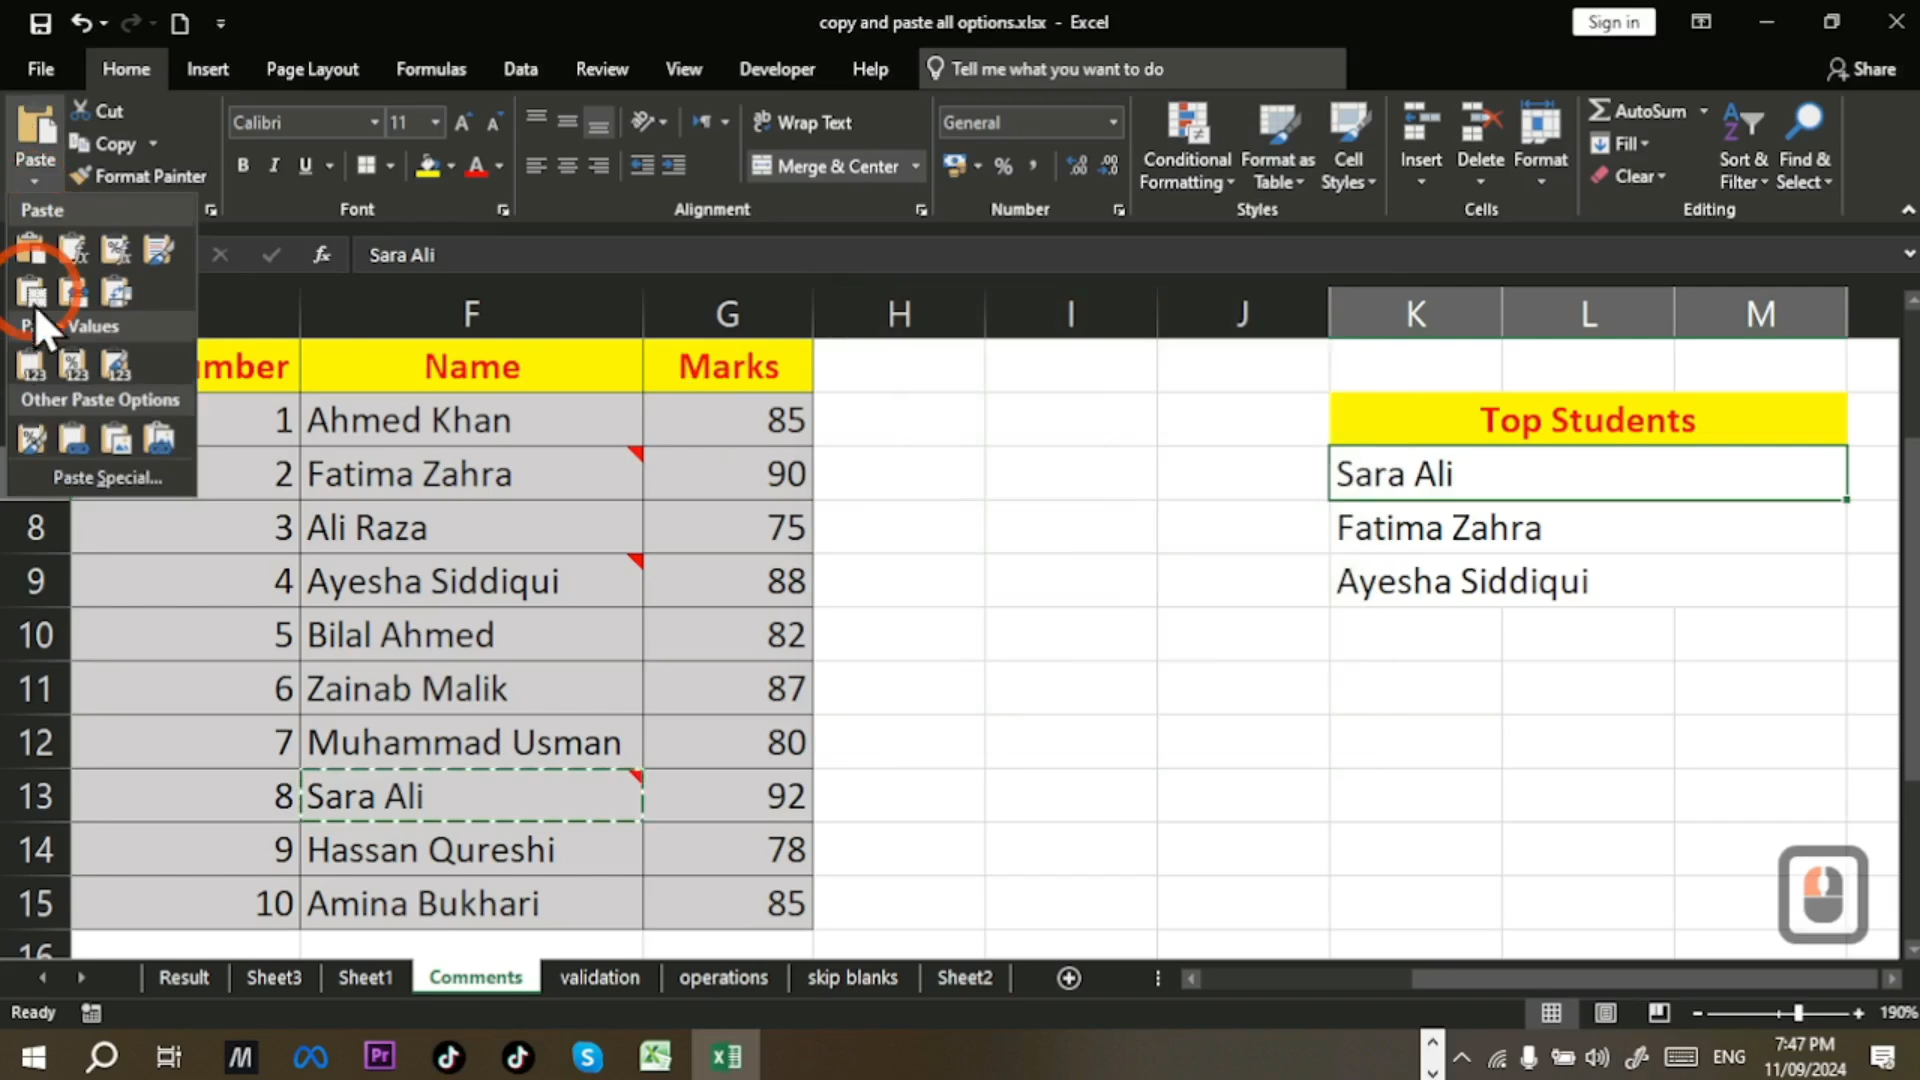 copy and paste all options.xlsx - Excel
Sign in
File Home Insert Page Layout Formulas Data Review View Developer Help Tell me what you want to do Share
Paste
Cut
Copy
Format Painter
Calibri 11
B I U
Wrap Text
Merge & Center
General
Conditional Formatting
Format as Table
Cell Styles
Insert Delete Format
AutoSum
Fill
Clear
Sort & Filter
Find & Select
Font Alignment Number Styles Cells Editing
Paste
Values
Other Paste Options
Paste Special...
fx Sara Ali
F G H I J K L M
mber Name Marks
1 Ahmed Khan 85 Top Students
2 Fatima Zahra 90 Sara Ali
8 3 Ali Raza 75 Fatima Zahra
9 4 Ayesha Siddiqui 88 Ayesha Siddiqui
10 5 Bilal Ahmed 82
11 6 Zainab Malik 87
12 7 Muhammad Usman 80
13 8 Sara Ali 92
14 9 Hassan Qureshi 78
15 10 Amina Bukhari 85
16
Result Sheet3 Sheet1 Comments validation operations skip blanks Sheet2
Ready 190%
ENG 7:47 PM
11/09/2024